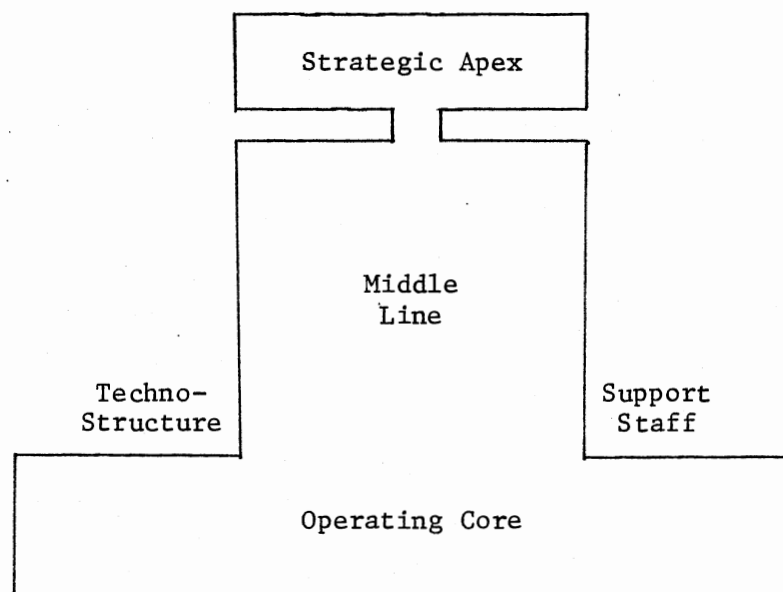 Strategic Apex
Middle
Line
Techno-
Structure
Support
Staff
Operating Core